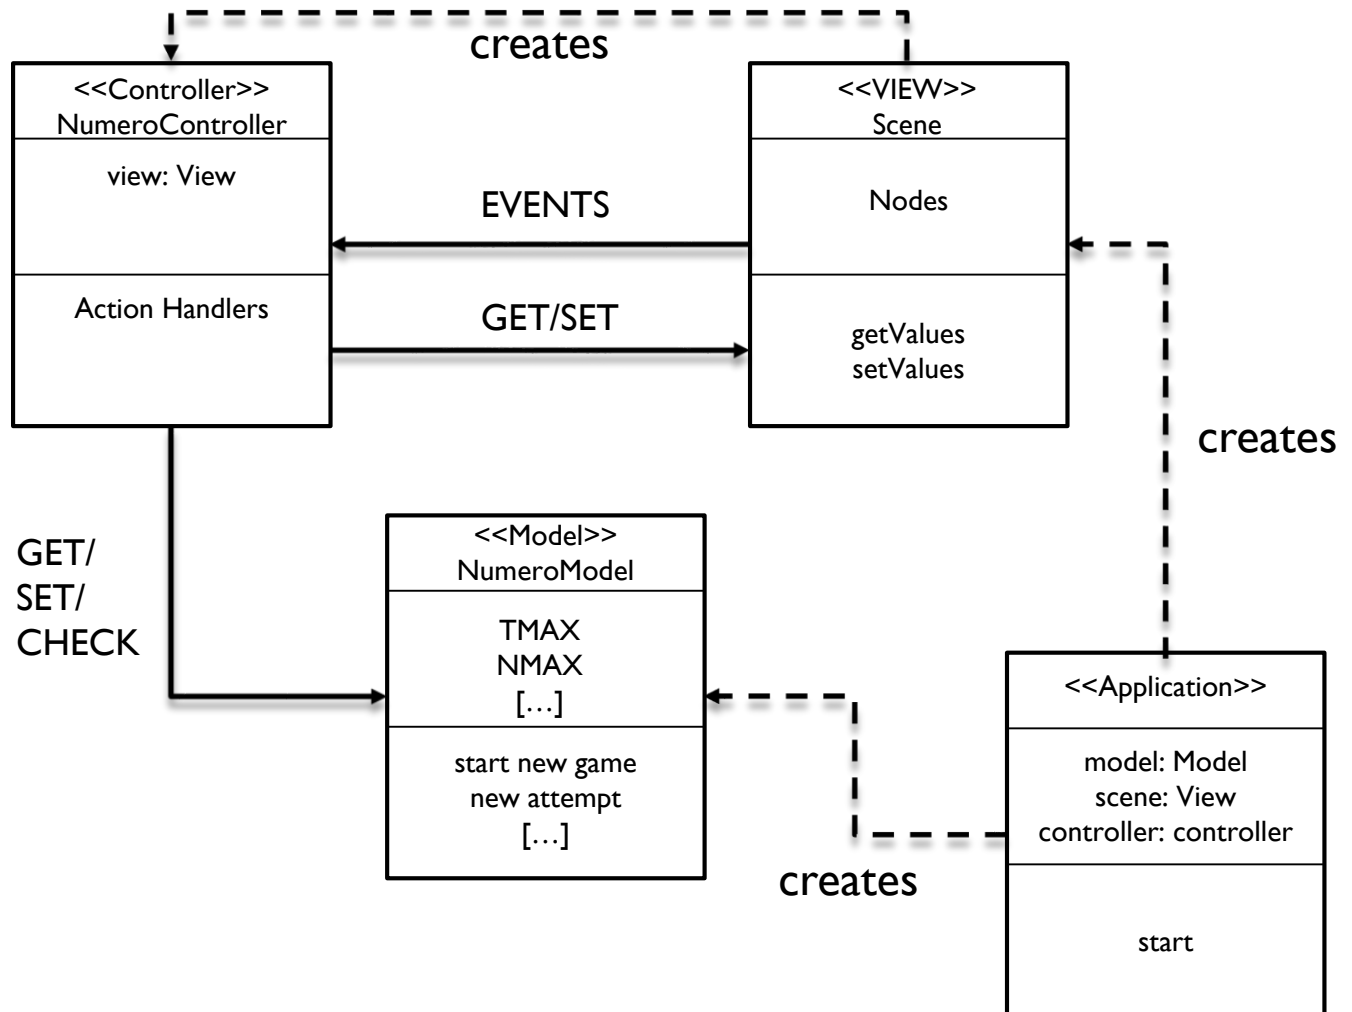 creates
<<Controller>>
NumeroController
view: View
Action Handlers
EVENTS
GET/SET
<<VIEW>>
Scene
Nodes
getValues
setValues
creates
GET/
SET/
CHECK
<<Model>>
NumeroModel
TMAX
NMAX
[...]
start new game
new attempt
[...]
creates
<<Application>>
model: Model
scene: View
controller: controller
start